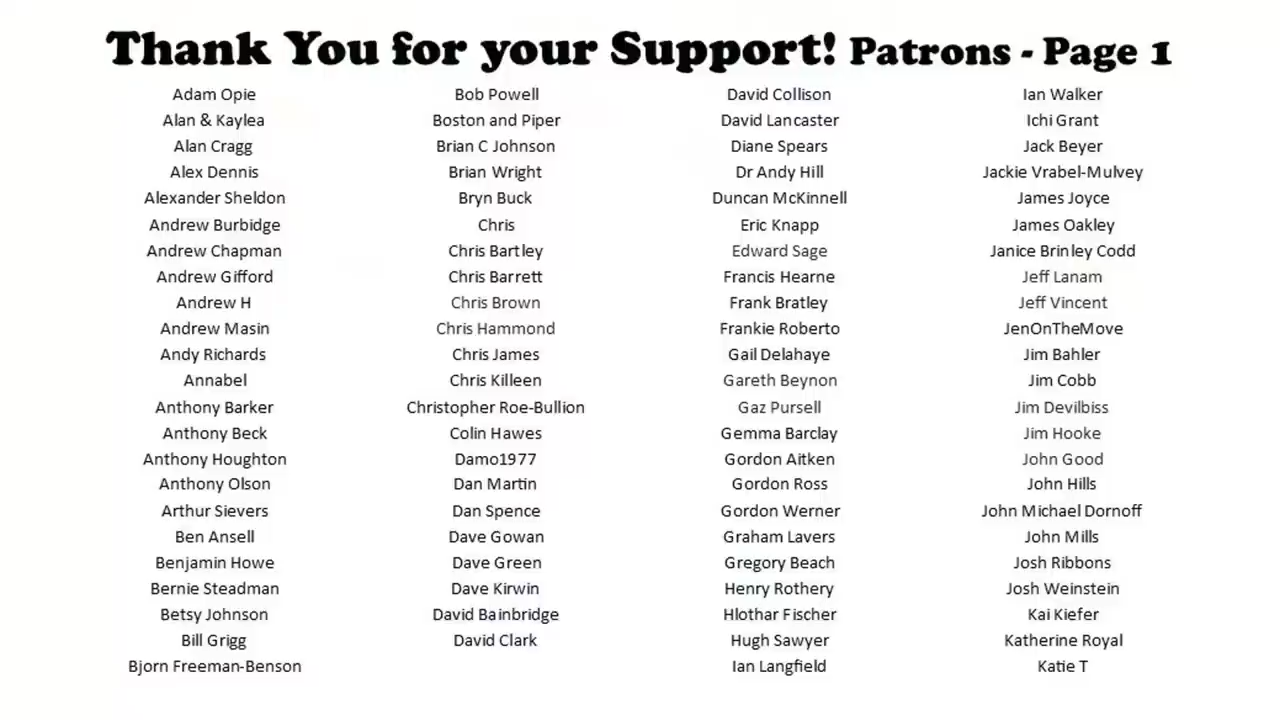 Thank You for your Support! Patrons - Page 1
Adam Opie
Alan & Kaylea
Alan Cragg
Alex Dennis
Alexander Sheldon
Andrew Burbidge
Andrew Chapman
Andrew Gifford
Andrew H
Andrew Masin
Andy Richards
Annabel
Anthony Barker
Anthony Beck
Anthony Houghton
Anthony Olson
Arthur Sievers
Ben Ansell
Benjamin Howe
Bernie Steadman
Betsy Johnson
Bill Grigg
Bjorn Freeman-Benson
Bob Powell
Boston and Piper
Brian C Johnson
Brian Wright
Bryn Buck
Chris
Chris Bartley
Chris Barrett
Chris Brown
Chris Hammond
Chris James
Chris Killeen
Christopher Roe-Bullion
Colin Hawes
Damo1977
Dan Martin
Dan Spence
Dave Gowan
Dave Green
Dave Kirwin
David Bainbridge
David Clark
David Collison
David Lancaster
Diane Spears
Dr Andy Hill
Duncan McKinnell
Eric Knapp
Edward Sage
Francis Hearne
Frank Bratley
Frankie Roberto
Gail Delahaye
Gareth Beynon
Gaz Pursell
Gemma Barclay
Gordon Aitken
Gordon Ross
Gordon Werner
Graham Lavers
Gregory Beach
Henry Rothery
Hlothar Fischer
Hugh Sawyer
Ian Langfield
Ian Walker
Ichi Grant
Jack Beyer
Jackie Vrabel-Mulvey
James Joyce
James Oakley
Janice Brinley Codd
Jeff Lanam
Jeff Vincent
JenOnTheMove
Jim Bahler
Jim Cobb
Jim Devilbiss
Jim Hooke
John Good
John Hills
John Michael Dornoff
John Mills
Josh Ribbons
Josh Weinstein
Kai Kiefer
Katherine Royal
Katie T